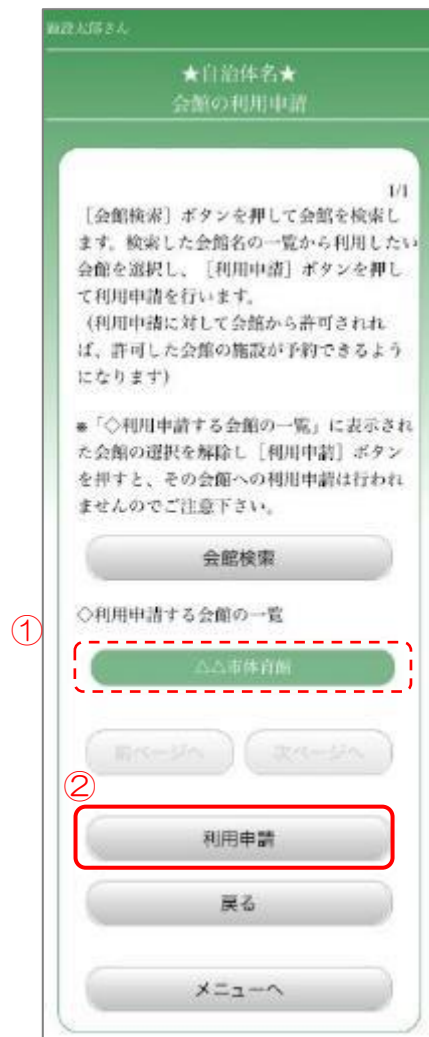 施設太郎さん
★自治体名★
会館の利用申請
1/1
[会館検索] ボタンを押して会館を検索し
ます。検索した会館名の一覧から利用したい
会館を選択し、[利用申請] ボタンを押し
て利用申請を行います。
(利用申請に対して会館から許可されれ
ば、許可した会館の施設が予約できるよう
になります)
※「◇利用申請する会館の一覧」に表示され
た会館の選択を解除し [利用申請] ボタン
を押すと、その会館への利用申請は行われ
ませんのでご注意下さい。
会館検索
◇利用申請する会館の一覧
①
△△市体育館
前ページへ 次ページへ
②
利用申請
戻る
メニューへ